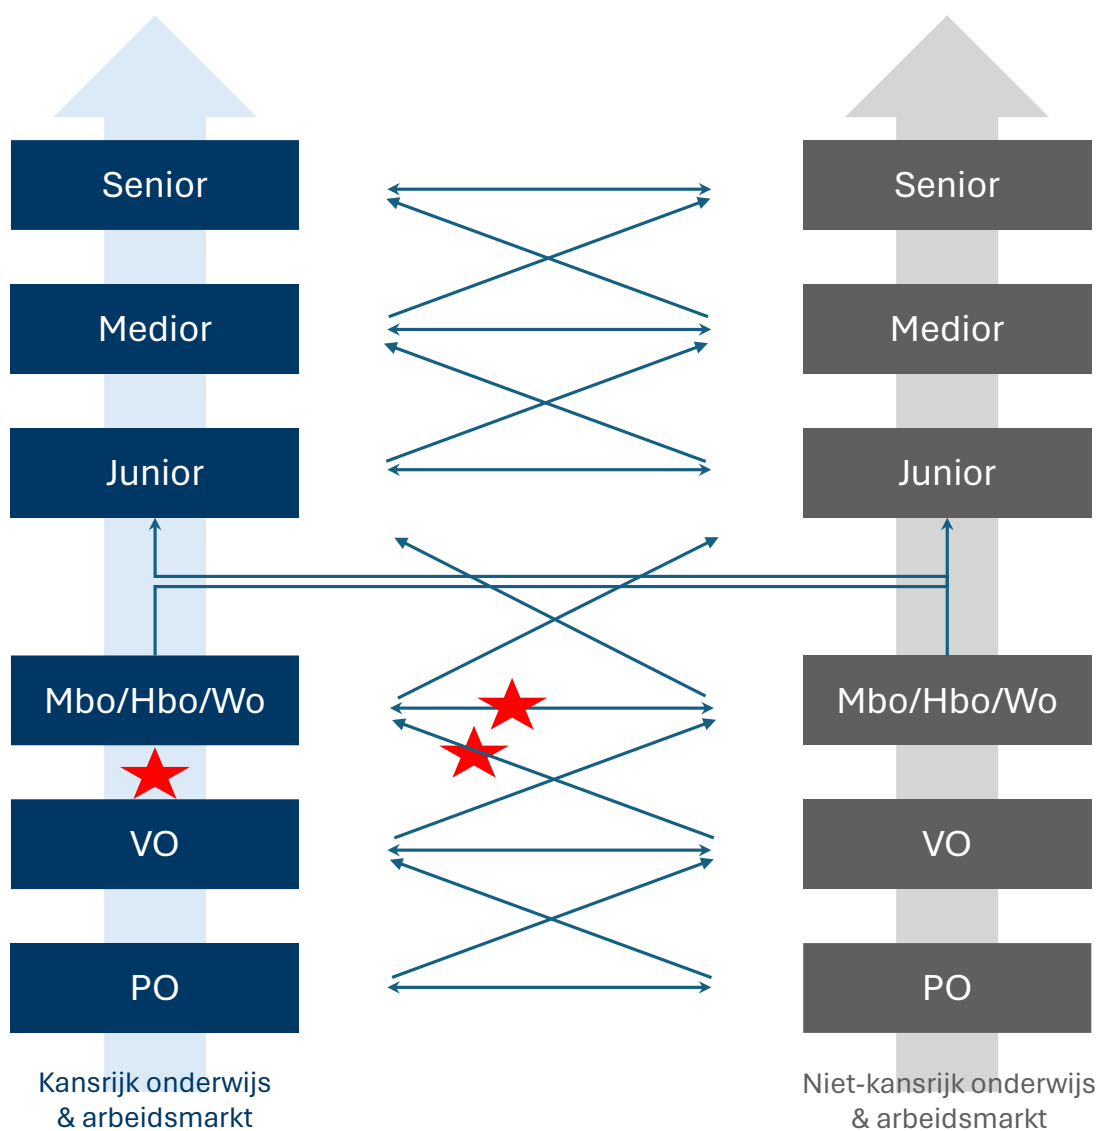 Senior
Senior
Medior
Medior
Junior
Junior
Mbo/Hbo/Wo
Mbo/Hbo/Wo
VO
VO
PO
PO
Kansrijk onderwijs
& arbeidsmarkt
Niet-kansrijk onderwijs
& arbeidsmarkt